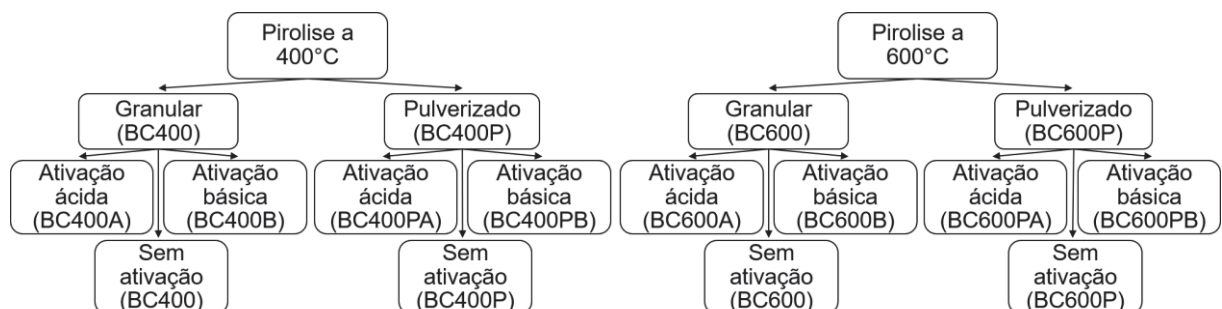 Pirolise a
400°C
Pirolise a
600°C
Granular
(BC400)
Pulverizado
(BC400P)
Granular
(BC600)
Pulverizado
(BC600P)
Ativação
ácida
(BC400A)
Ativação
básica
(BC400B)
Ativação
ácida
(BC400PA)
Ativação
básica
(BC400PB)
Ativação
ácida
(BC600A)
Ativação
básica
(BC600B)
Ativação
ácida
(BC600PA)
Ativação
básica
(BC600PB)
Sem
ativação
(BC400)
Sem
ativação
(BC400P)
Sem
ativação
(BC600)
Sem
ativação
(BC600P)